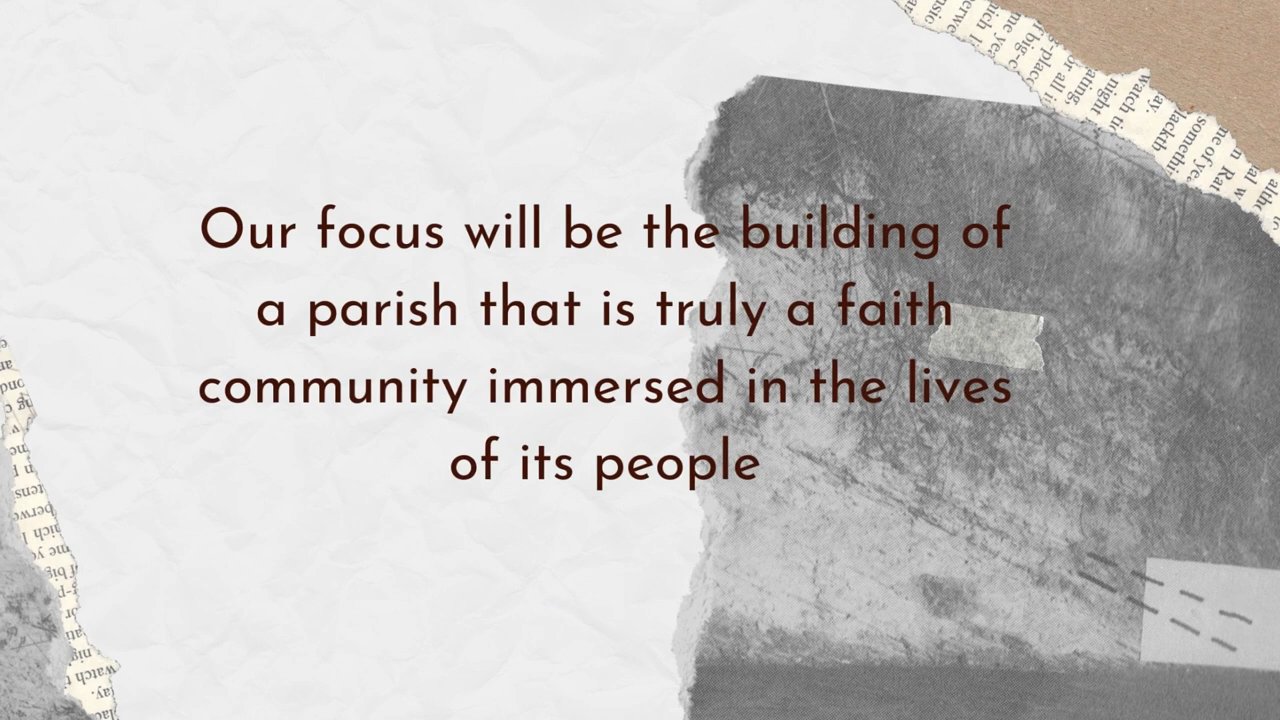 Our focus will be the building of
a parish that is truly a faith
community immersed in the lives
of its people